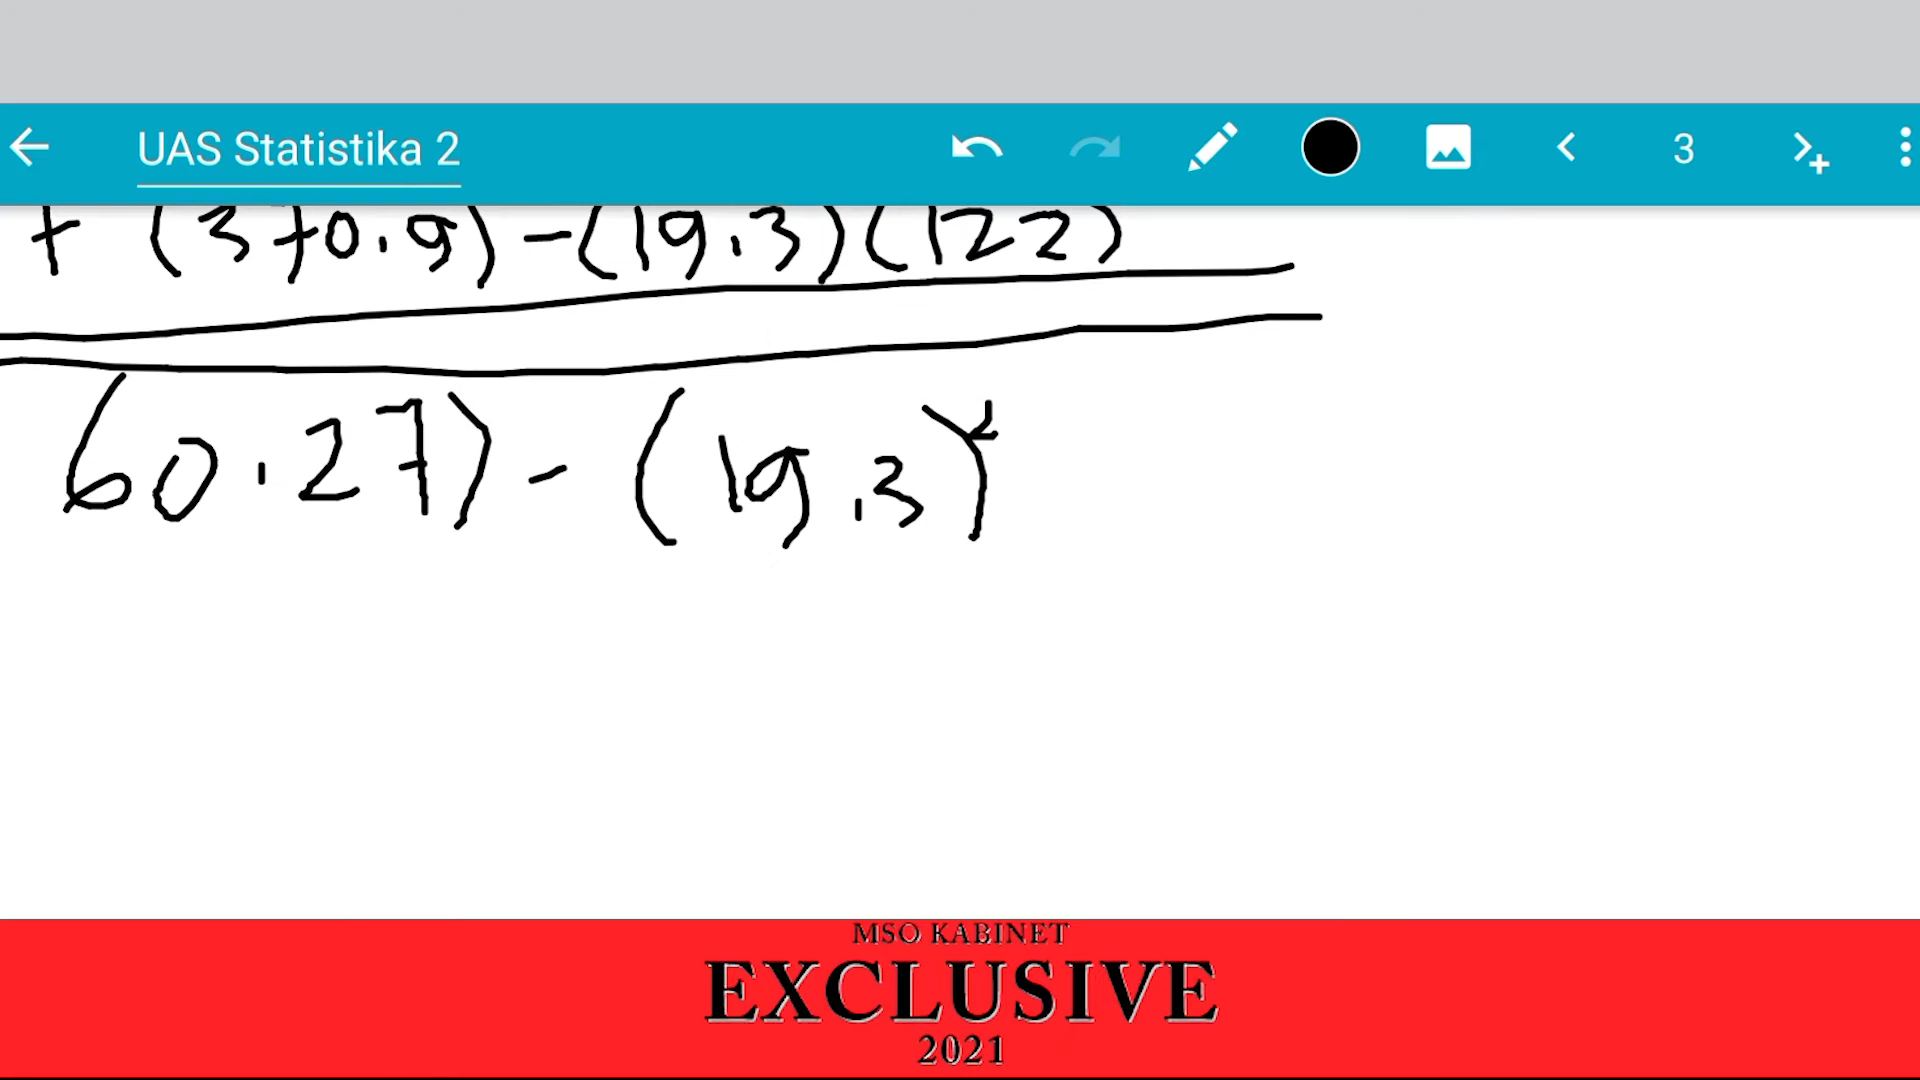 UAS Statistika 2
3
+ (370.9) - (19.3)(122)
60.27) - (19.3)²
MSO KABINET
EXCLUSIVE
2021